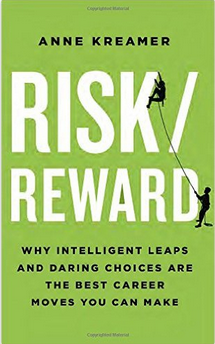 ANNE KREAMER
RISK/
REWARD
WHY INTELLIGENT LEAPS
AND DARING CHOICES ARE
THE BEST CAREER
MOVES YOU CAN MAKE